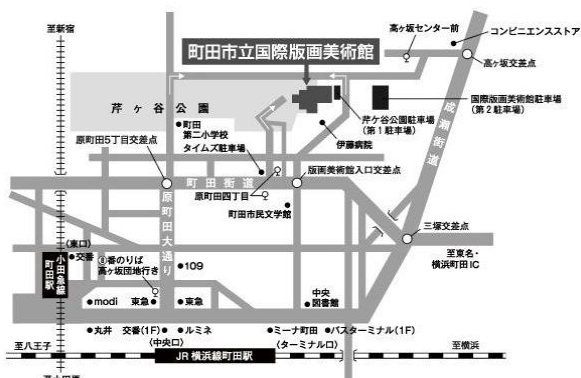 至新宿
高ヶ坂センター前
コンビニエンスストア
町田市立国際版画美術館
高ヶ坂交差点
芹ヶ谷公園
芹ヶ谷公園駐車場
(第1駐車場)
国際版画美術館駐車場
(第2駐車場)
成瀬街道
町田
第二小学校
伊藤病院
タイムズ駐車場
原町田5丁目交差点
版画美術館入口交差点
町田街道
原町田四丁目
町田市民文学館
三塚交差点
原町田大通り
至東名・
横浜町田IC
(東口)
交番
小田急線
町田駅
⑧番のりば
高ヶ坂団地行き
109
modi
東急
東急
中央
図書館
丸井
交番(1F)
ルミネ
ミーナ町田
バスターミナル(1F)
(中央口)
(ターミナル口)
至八王子
JR横浜線町田駅
至横浜